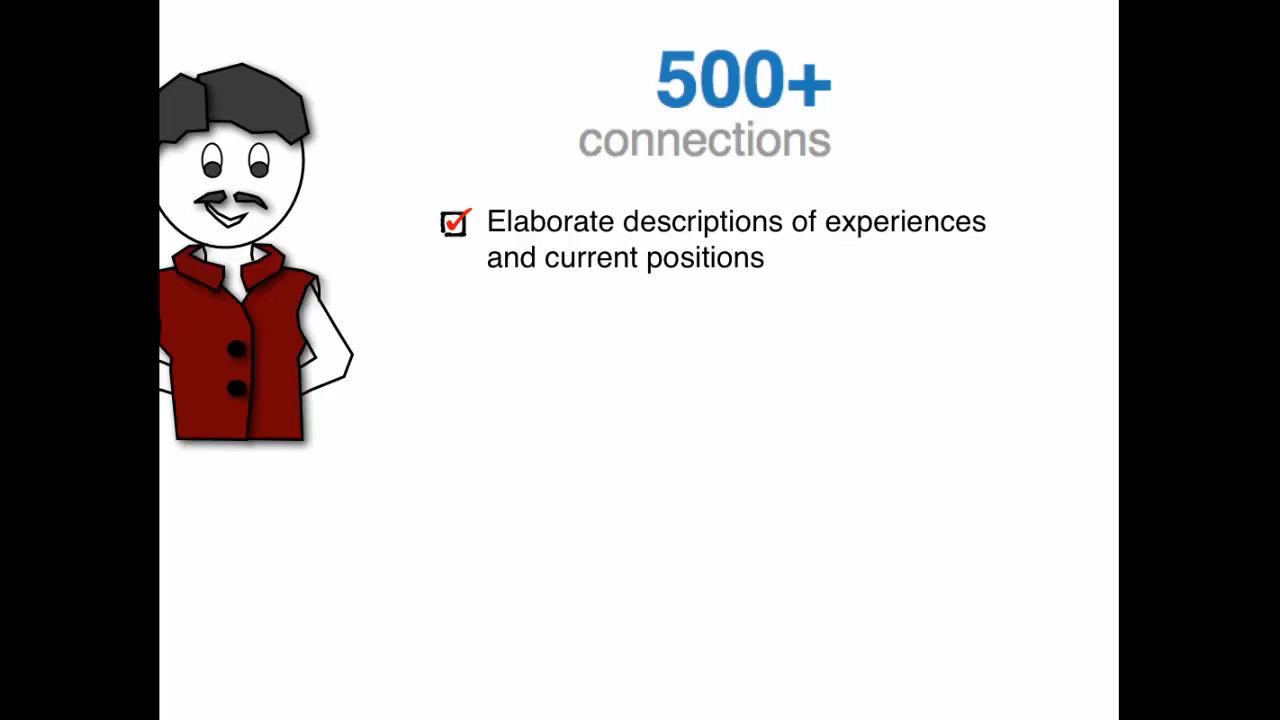 500+
connections
Elaborate descriptions of experiences
and current positions